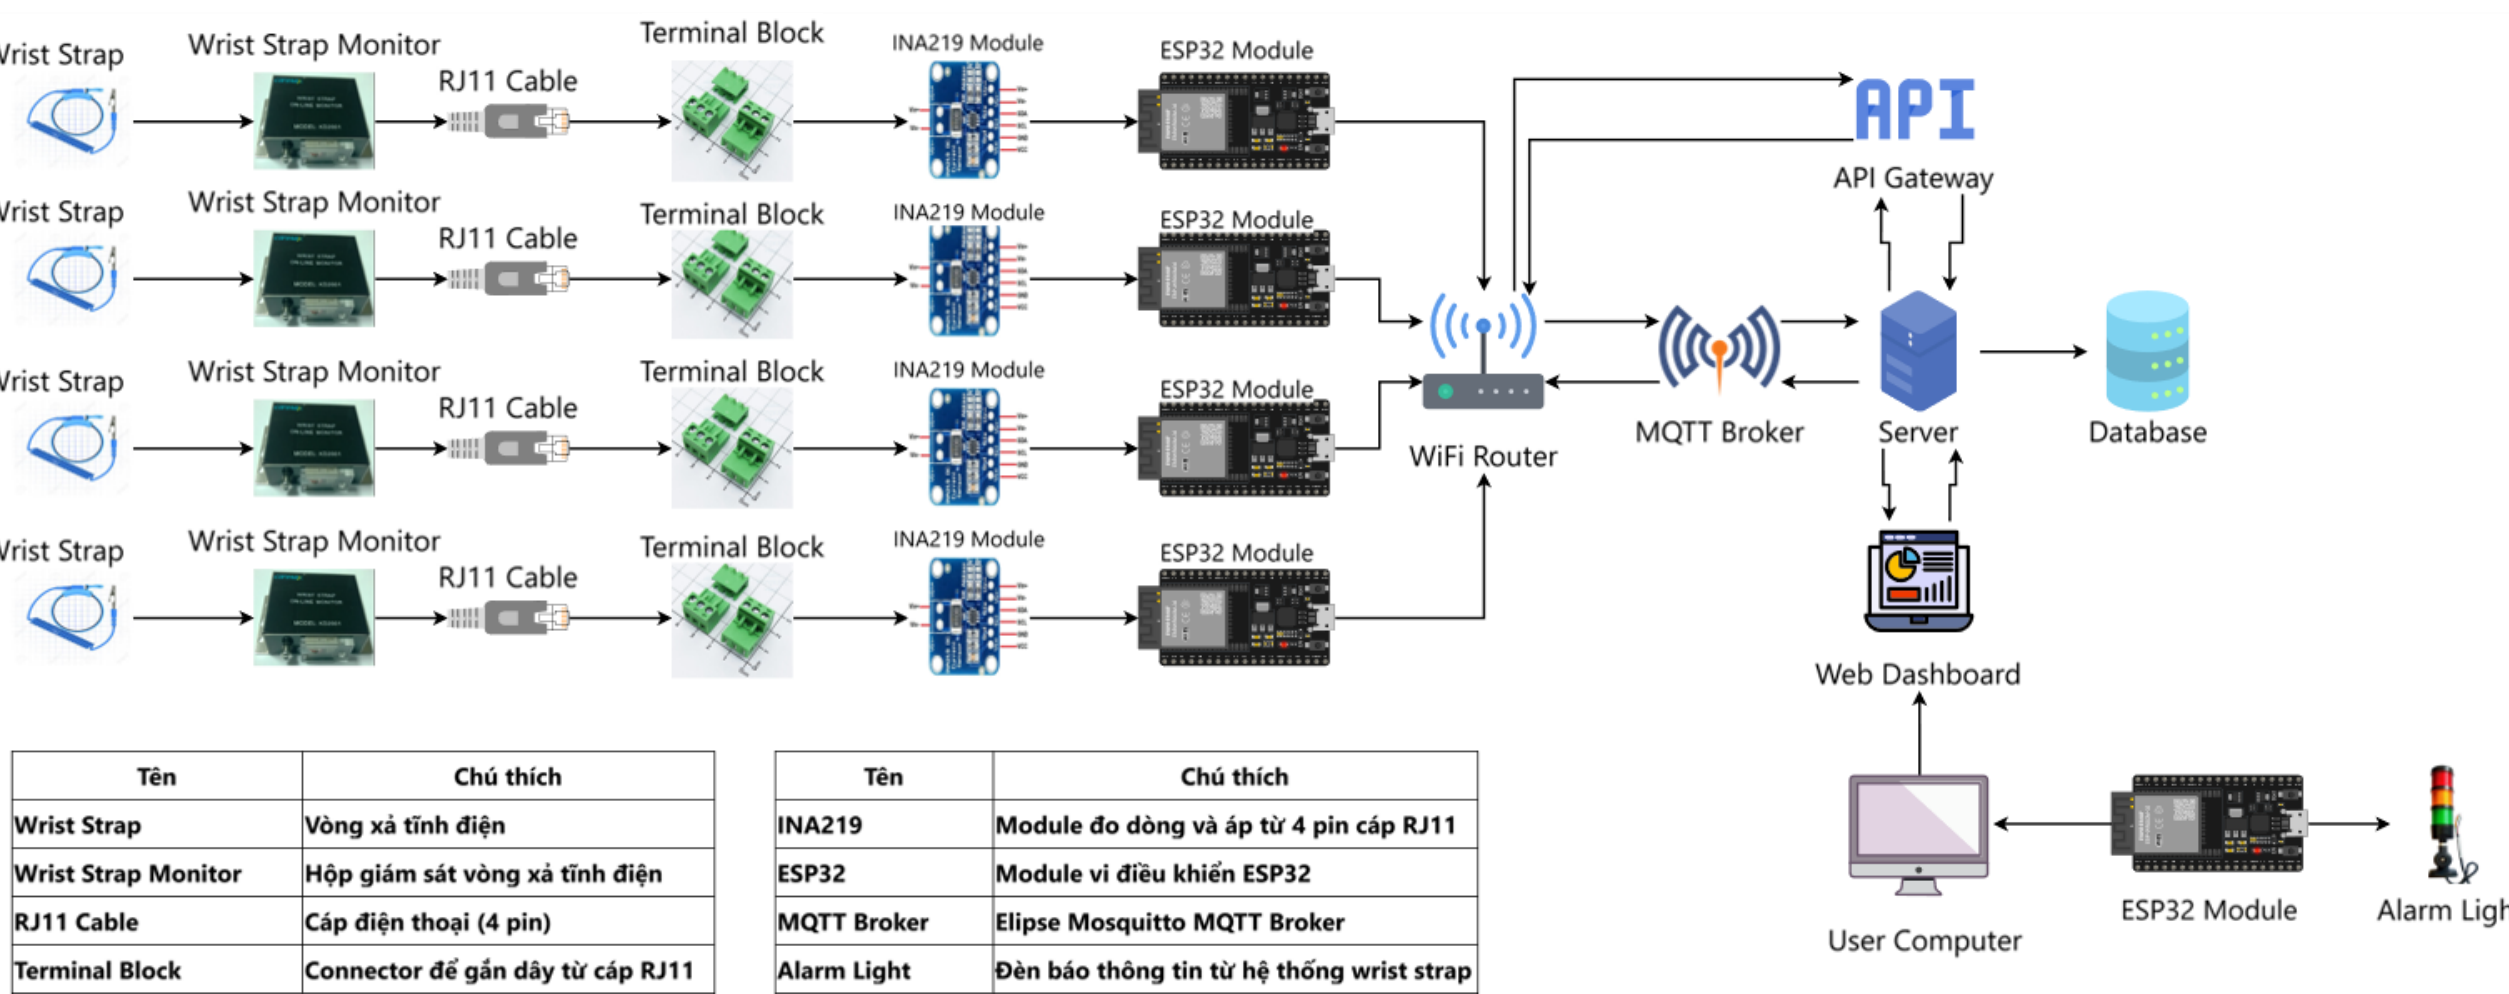 Wrist Strap
Wrist Strap Monitor
RJ11 Cable
Terminal Block
INA219 Module
ESP32 Module
API
API Gateway
Wrist Strap
Wrist Strap Monitor
RJ11 Cable
Terminal Block
INA219 Module
ESP32 Module
Wrist Strap
Wrist Strap Monitor
RJ11 Cable
Terminal Block
INA219 Module
ESP32 Module
WiFi Router
MQTT Broker
Server
Database
Wrist Strap
Wrist Strap Monitor
RJ11 Cable
Terminal Block
INA219 Module
ESP32 Module
Web Dashboard
User Computer
ESP32 Module
Alarm Ligh
Tên Chú thích
Wrist Strap Vòng xả tĩnh điện
Wrist Strap Monitor Hộp giám sát vòng xả tĩnh điện
RJ11 Cable Cáp điện thoại (4 pin)
Terminal Block Connector để gắn dây từ cáp RJ11
Tên Chú thích
INA219 Module đo dòng và áp từ 4 pin cáp RJ11
ESP32 Module vi điều khiển ESP32
MQTT Broker Elipse Mosquitto MQTT Broker
Alarm Light Đèn báo thông tin từ hệ thống wrist strap